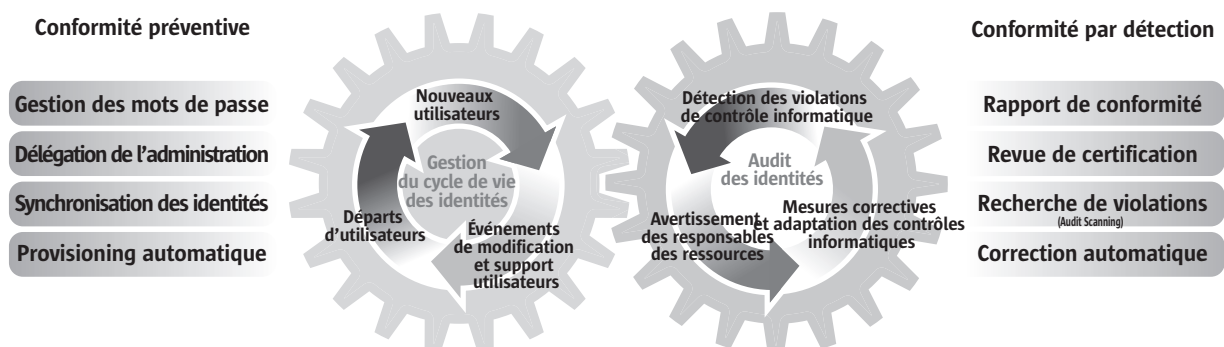 Conformité préventive
Gestion des mots de passe
Délégation de l'administration
Synchronisation des identités
Provisioning automatique
Nouveaux
utilisateurs
Gestion
du cycle de vie
des identités
Départs
d'utilisateurs
Événements
de modification
et support
utilisateurs
Détection des violations
de contrôle informatique
Audit
des identités
Avertissement
des responsables
des ressources
Mesures correctives
et adaptation des contrôles
informatiques
Conformité par détection
Rapport de conformité
Revue de certification
Recherche de violations
(Audit Scanning)
Correction automatique